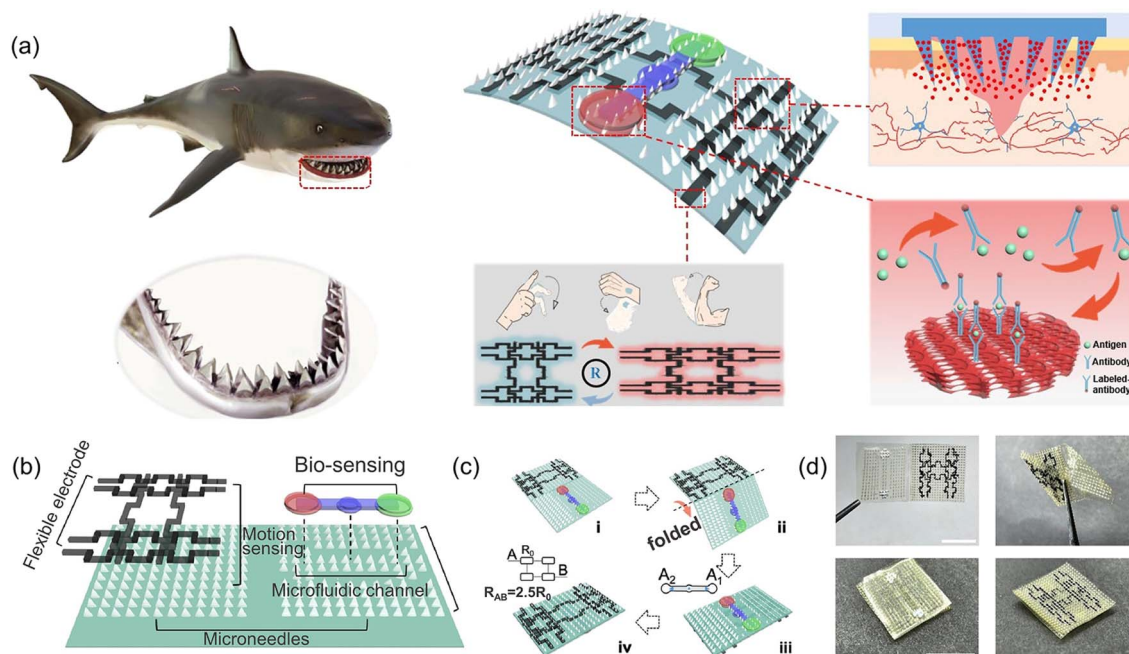 (a)
R
Antigen
Antibody
Labeled-
antibody
(b)
Flexible electrode
Bio-sensing
Motion
sensing
Microfluidic channel
Microneedles
(c)
i
folded
ii
A R₀
B
R_AB=2.5R₀
A₂ A₁
iv
iii
(d)